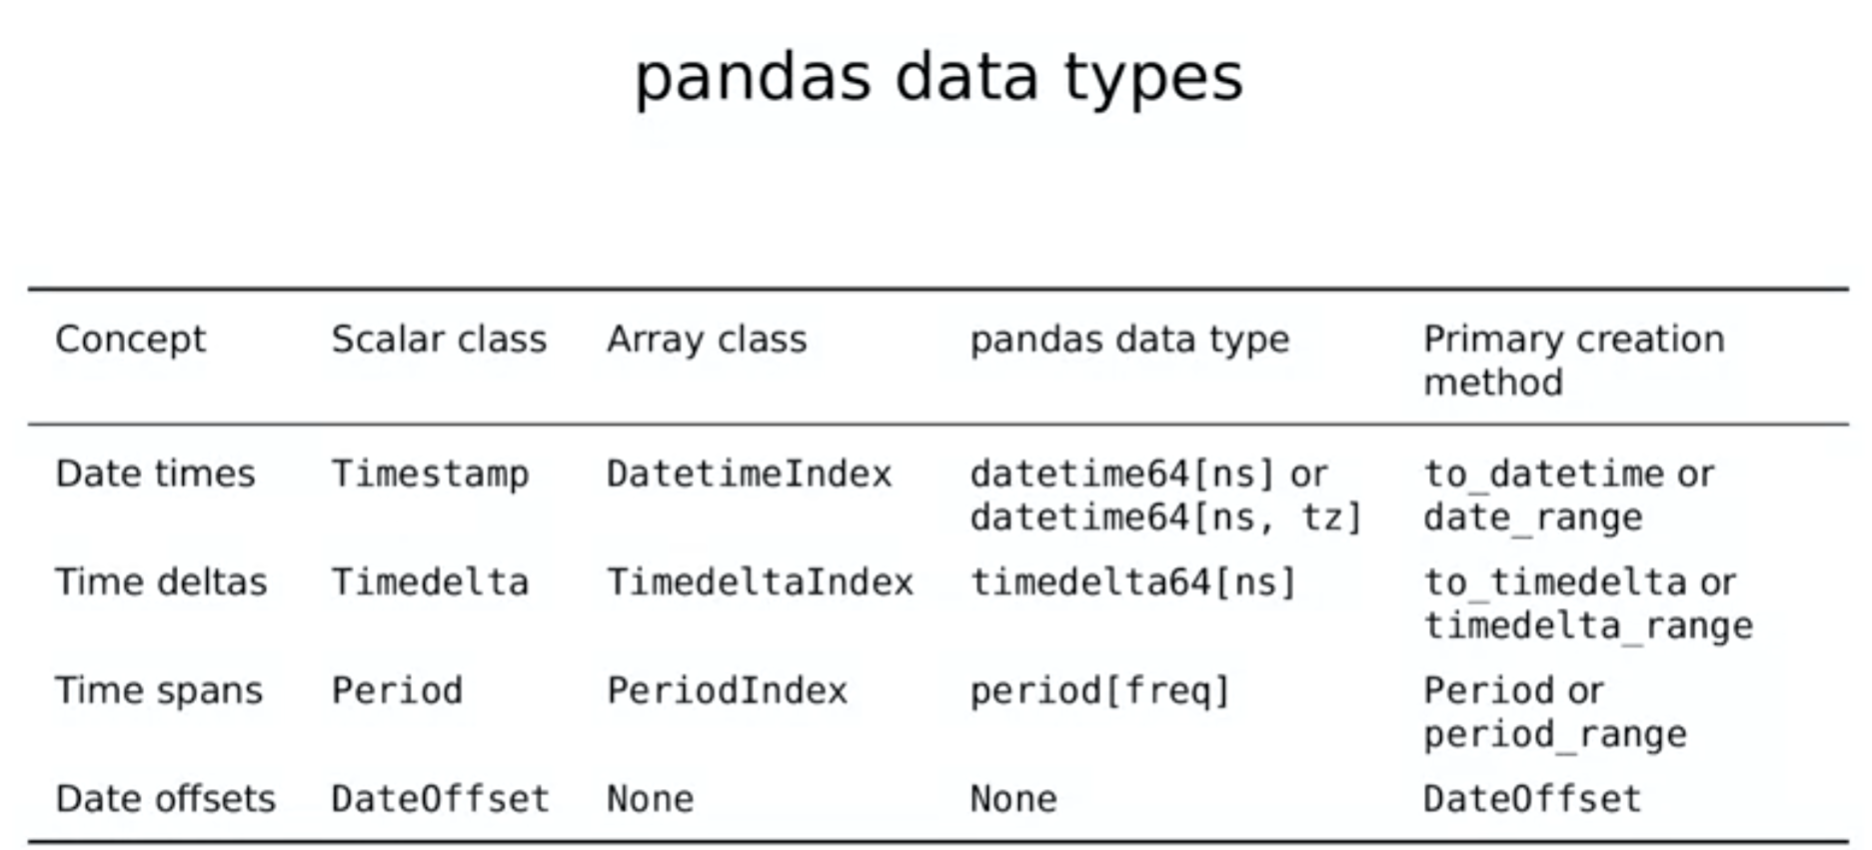 pandas data types
Concept Scalar class Array class pandas data type Primary creation
method
Date times Timestamp DatetimeIndex datetime64[ns] or to_datetime or
datetime64[ns, tz] date_range
Time deltas Timedelta TimedeltaIndex timedelta64[ns] to_timedelta or
timedelta_range
Time spans Period PeriodIndex period[freq] Period or
period_range
Date offsets DateOffset None None DateOffset